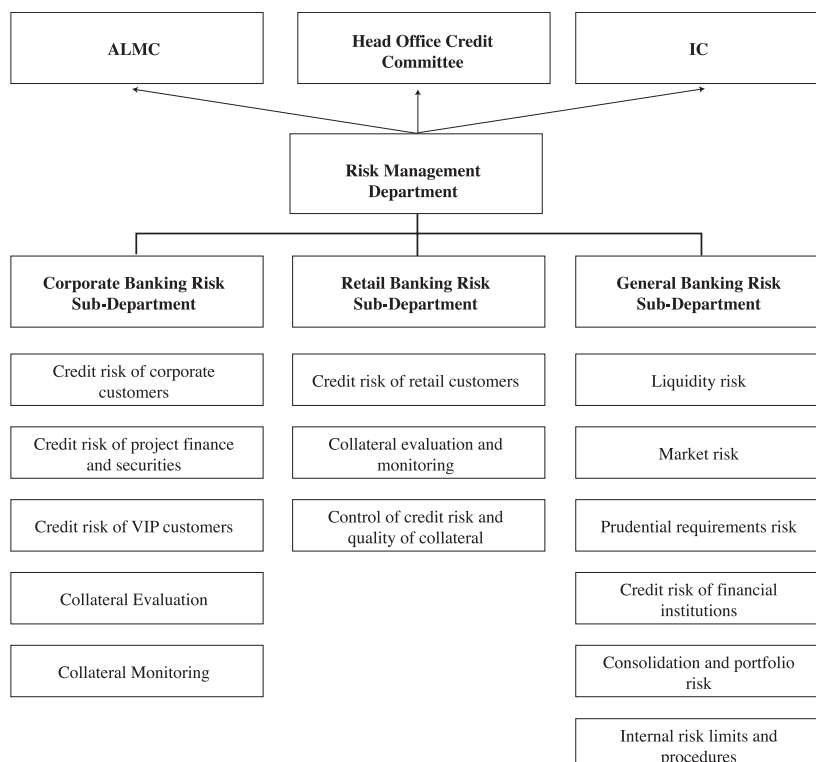 ALMC
Head Office Credit
Committee
IC
Risk Management
Department
Corporate Banking Risk
Sub-Department
Retail Banking Risk
Sub-Department
General Banking Risk
Sub-Department
Credit risk of corporate
customers
Credit risk of retail customers
Liquidity risk
Credit risk of project finance
and securities
Collateral evaluation and
monitoring
Market risk
Credit risk of VIP customers
Control of credit risk and
quality of collateral
Prudential requirements risk
Collateral Evaluation
Credit risk of financial
institutions
Collateral Monitoring
Consolidation and portfolio
risk
Internal risk limits and
procedures